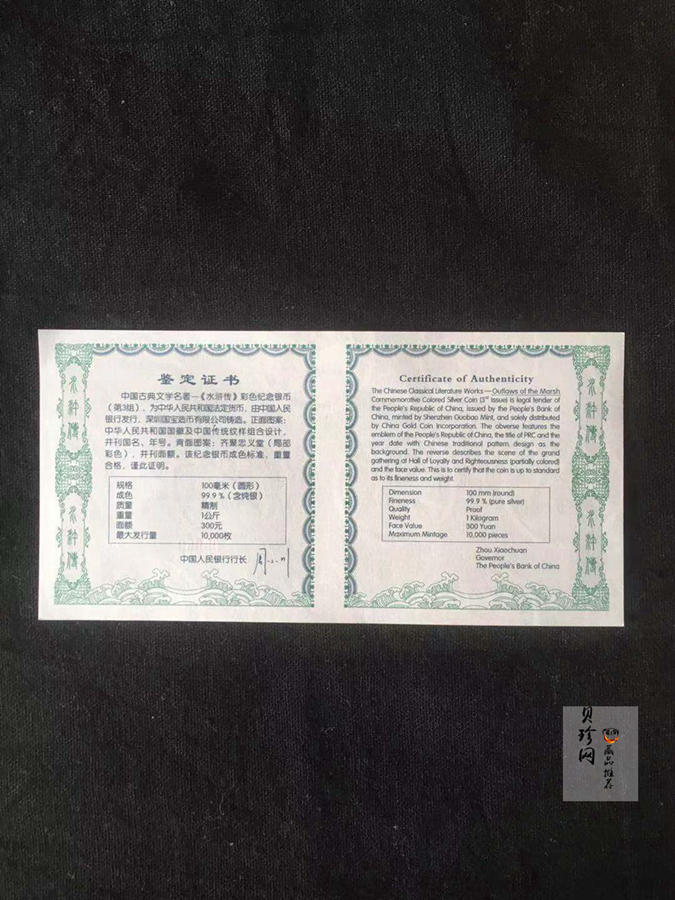 鉴定证书
中国古典文学名著—《水浒传》彩色纪念银币
(第3组)，为中华人民共和国法定货币，由中国人民
银行发行，深圳国宝造币有限公司铸造。正面图案：
中华人民共和国国徽及中国传统纹样组合设计，
并刊国名、年号。背面图案：齐聚忠义堂（局部
彩色），并刊面额。该纪念银币成色标准，重量
合格，谨此证明。
规格 100毫米（圆形）
成色 99.9%（含纯银）
质量 精制
重量 1公斤
面额 300元
最大发行量 10,000枚
中国人民银行行长
水浒传
水浒传
Certificate of Authenticity
The Chinese Classical Literature Works—Outlaws of the Marsh
Commemorative Colored Silver Coin (3rd Issue) is legal tender of
the People's Republic of China, issued by the People's Bank of
China, minted by Shenzhen Guobao Mint, and solely distributed
by China Gold Coin Incorporation. The obverse features the
emblem of the People's Republic of China, the title of PRC and the
year date with Chinese traditional pattern design as the
background. The reverse describes the scene of the grand
gathering at Hall of Loyalty and Righteousness (partially colored)
and the face value. This is to certify that the coin is up to standard
as to its fineness and weight.
Dimension 100 mm (round)
Fineness 99.9 % (pure silver)
Quality Proof
Weight 1 Kilogram
Face Value 300 Yuan
Maximum Mintage 10,000 pieces
Zhou Xiaochuan
Governor
The People's Bank of China
水浒传
水浒传
贝珍网
藏品推荐